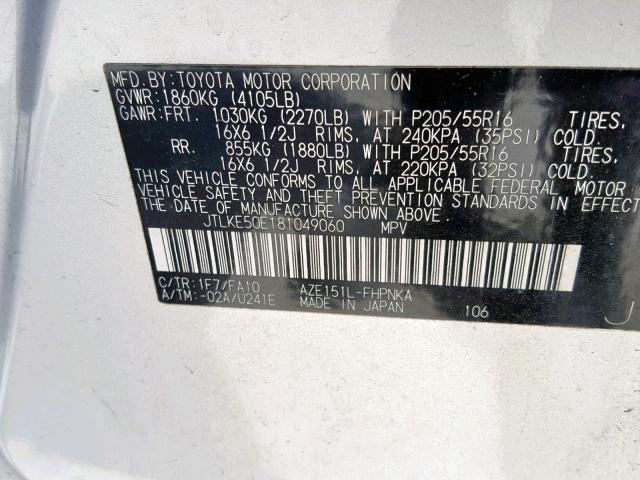 MFD. BY: TOYOTA MOTOR CORPORATION
GVWR: 1860KG (4105LB)
GAWR: FRT. 1030KG (2270LB) WITH P205/55R16 TIRES,
16X6 1/2J RIMS, AT 240KPA (35PSI) COLD.
RR. 855KG (1880LB) WITH P205/55R16 TIRES,
16X6 1/2J RIMS, AT 220KPA (32PSI) COLD.
THIS VEHICLE CONFORMS TO ALL APPLICABLE FEDERAL MOTOR
VEHICLE SAFETY AND THEFT PREVENTION STANDARDS IN EFFECT
THE DATE OF MANUFACTURE SHOWN ABOVE.
JTLKE50E181049060 MPV
C/TR: 1F7/FA10 AZE151L-FHPNKA
A/TM: -02A/U241E MADE IN JAPAN 106
J